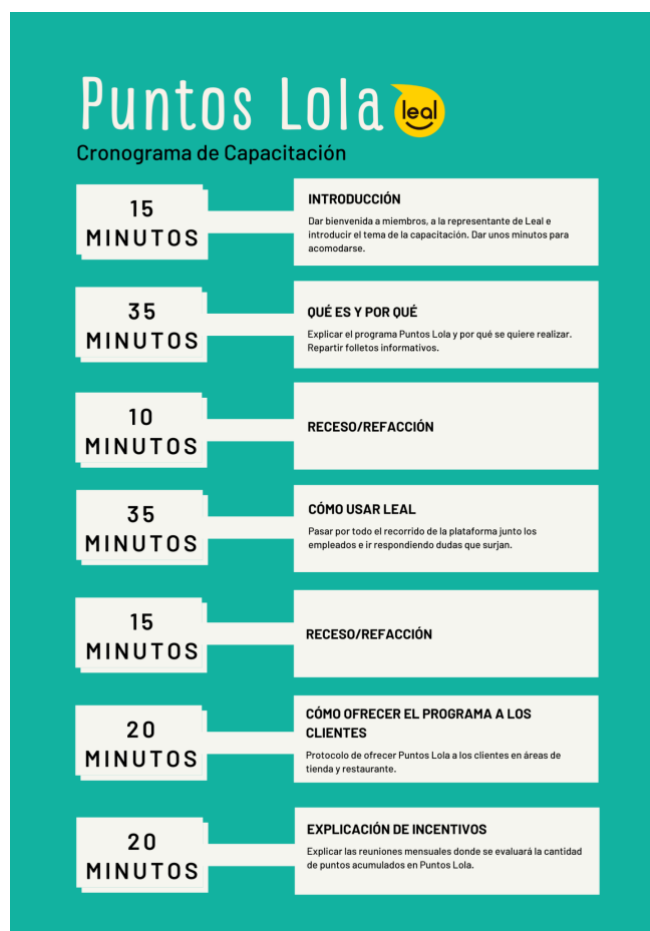 Puntos Lola leal
Cronograma de Capacitación
15
MINUTOS
INTRODUCCIÓN
Dar bienvenida a miembros, a la representante de Leal e
introducir el tema de la capacitación. Dar unos minutos para
acomodarse.
35
MINUTOS
QUÉ ES Y POR QUÉ
Explicar el programa Puntos Lola y por qué se quiere realizar.
Repartir folletos informativos.
10
MINUTOS
RECESO/REFACCIÓN
35
MINUTOS
CÓMO USAR LEAL
Pasar por todo el recorrido de la plataforma junto los
empleados e ir respondiendo dudas que surjan.
15
MINUTOS
RECESO/REFACCIÓN
20
MINUTOS
CÓMO OFRECER EL PROGRAMA A LOS
CLIENTES
Protocolo de ofrecer Puntos Lola a los clientes en áreas de
tienda y restaurante.
20
MINUTOS
EXPLICACIÓN DE INCENTIVOS
Explicar las reuniones mensuales donde se evaluará la cantidad
de puntos acumulados en Puntos Lola.